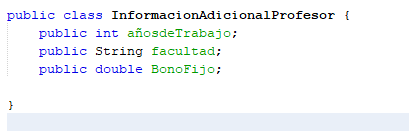 public class InformacionAdicionalProfesor {
public int añosdeTrabajo;
public String facultad;
public double BonoFijo;
}